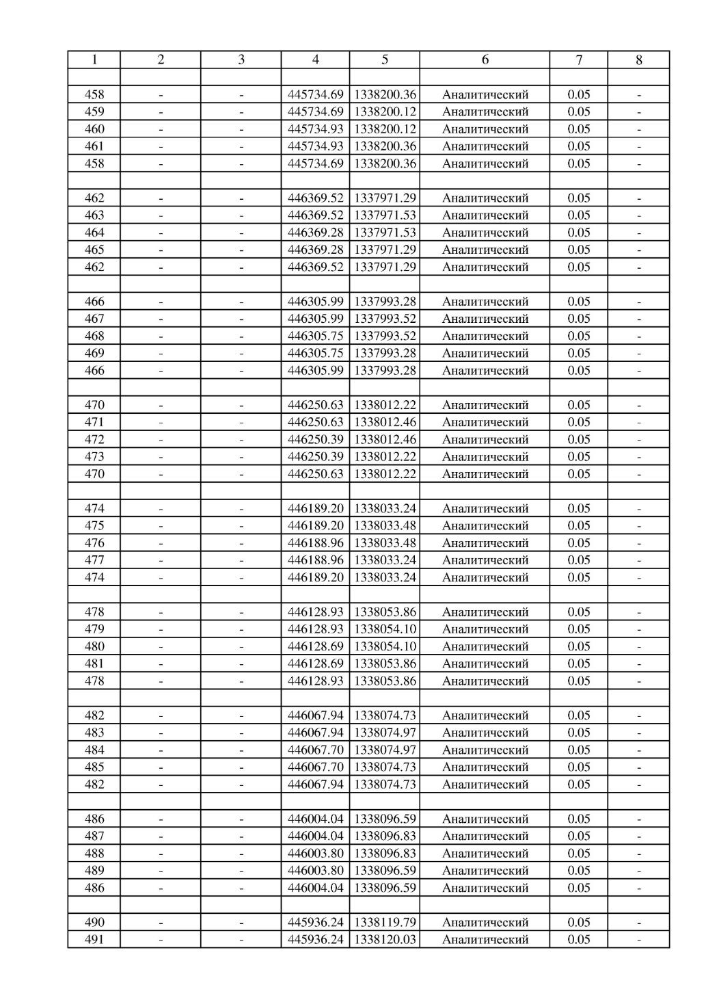 1 2 3 4 5 6 7 8
458 - - 445734.69 1338200.36 Аналитический 0.05 -
459 - - 445734.69 1338200.12 Аналитический 0.05 -
460 - - 445734.93 1338200.12 Аналитический 0.05 -
461 - - 445734.93 1338200.36 Аналитический 0.05 -
458 - - 445734.69 1338200.36 Аналитический 0.05 -
462 - - 446369.52 1337971.29 Аналитический 0.05 -
463 - - 446369.52 1337971.53 Аналитический 0.05 -
464 - - 446369.28 1337971.53 Аналитический 0.05 -
465 - - 446369.28 1337971.29 Аналитический 0.05 -
462 - - 446369.52 1337971.29 Аналитический 0.05 -
466 - - 446305.99 1337993.28 Аналитический 0.05 -
467 - - 446305.99 1337993.52 Аналитический 0.05 -
468 - - 446305.75 1337993.52 Аналитический 0.05 -
469 - - 446305.75 1337993.28 Аналитический 0.05 -
466 - - 446305.99 1337993.28 Аналитический 0.05 -
470 - - 446250.63 1338012.22 Аналитический 0.05 -
471 - - 446250.63 1338012.46 Аналитический 0.05 -
472 - - 446250.39 1338012.46 Аналитический 0.05 -
473 - - 446250.39 1338012.22 Аналитический 0.05 -
470 - - 446250.63 1338012.22 Аналитический 0.05 -
474 - - 446189.20 1338033.24 Аналитический 0.05 -
475 - - 446189.20 1338033.48 Аналитический 0.05 -
476 - - 446188.96 1338033.48 Аналитический 0.05 -
477 - - 446188.96 1338033.24 Аналитический 0.05 -
474 - - 446189.20 1338033.24 Аналитический 0.05 -
478 - - 446128.93 1338053.86 Аналитический 0.05 -
479 - - 446128.93 1338054.10 Аналитический 0.05 -
480 - - 446128.69 1338054.10 Аналитический 0.05 -
481 - - 446128.69 1338053.86 Аналитический 0.05 -
478 - - 446128.93 1338053.86 Аналитический 0.05 -
482 - - 446067.94 1338074.73 Аналитический 0.05 -
483 - - 446067.94 1338074.97 Аналитический 0.05 -
484 - - 446067.70 1338074.97 Аналитический 0.05 -
485 - - 446067.70 1338074.73 Аналитический 0.05 -
482 - - 446067.94 1338074.73 Аналитический 0.05 -
486 - - 446004.04 1338096.59 Аналитический 0.05 -
487 - - 446004.04 1338096.83 Аналитический 0.05 -
488 - - 446003.80 1338096.83 Аналитический 0.05 -
489 - - 446003.80 1338096.59 Аналитический 0.05 -
486 - - 446004.04 1338096.59 Аналитический 0.05 -
490 - - 445936.24 1338119.79 Аналитический 0.05 -
491 - - 445936.24 1338120.03 Аналитический 0.05 -